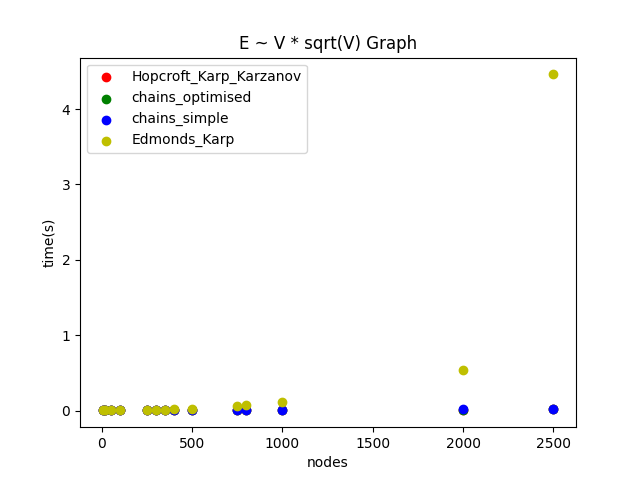 E ~ V * sqrt(V) Graph
Hopcroft_Karp_Karzanov
chains_optimised
chains_simple
Edmonds_Karp
4
3
2
1
0
time(s)
0 500 1000 1500 2000 2500
nodes